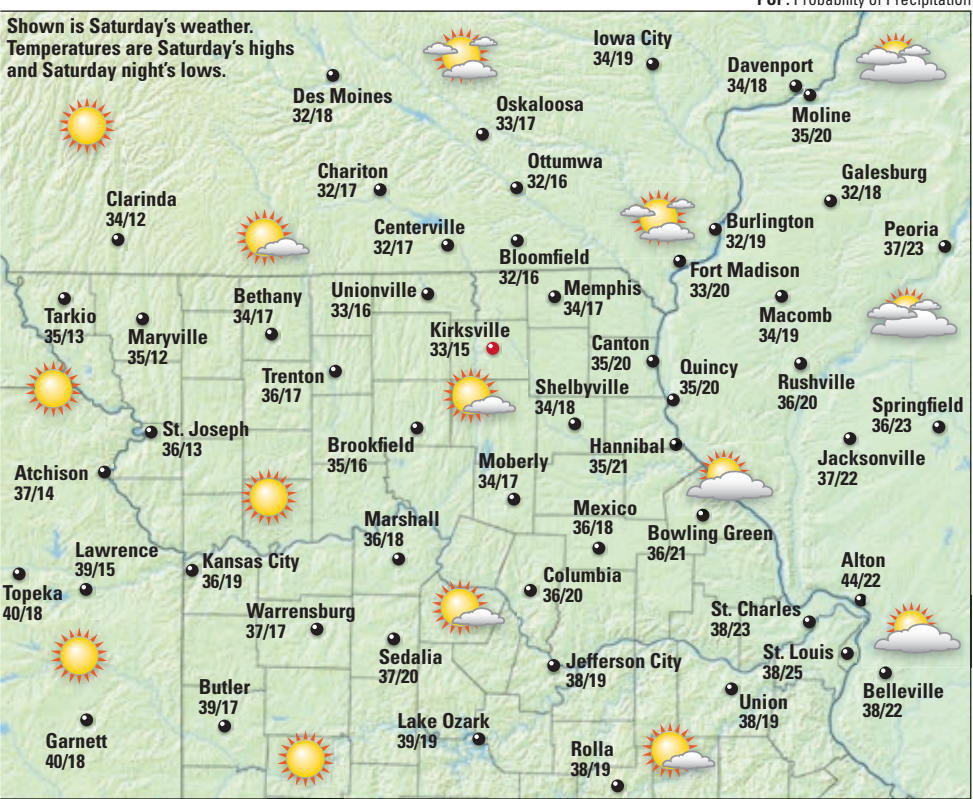 POP: Probability of Precipitation
Shown is Saturday's weather.
Temperatures are Saturday's highs
and Saturday night's lows.
Iowa City
34/19
Davenport
34/18
Des Moines
32/18
Oskaloosa
33/17
Moline
35/20
Chariton
32/17
Ottumwa
32/16
Galesburg
32/18
Clarinda
34/12
Centerville
32/17
Bloomfield
32/16
Burlington
32/19
Peoria
37/23
Fort Madison
33/20
Tarkio
35/13
Maryville
35/12
Bethany
34/17
Unionville
33/16
Memphis
34/17
Macomb
34/19
Kirksville
33/15
Canton
35/20
Trenton
36/17
Shelbyville
34/18
Quincy
35/20
Rushville
36/20
Springfield
36/23
St. Joseph
36/13
Brookfield
35/16
Hannibal
35/21
Jacksonville
37/22
Atchison
37/14
Moberly
34/17
Mexico
36/18
Bowling Green
36/21
Marshall
36/18
Lawrence
39/15
Kansas City
36/19
Alton
44/22
Topeka
40/18
Columbia
36/20
Warrensburg
37/17
St. Charles
38/23
Sedalia
37/20
Jefferson City
38/19
St. Louis
38/25
Belleville
38/22
Butler
39/17
Union
38/19
Garnett
40/18
Lake Ozark
39/19
Rolla
38/19